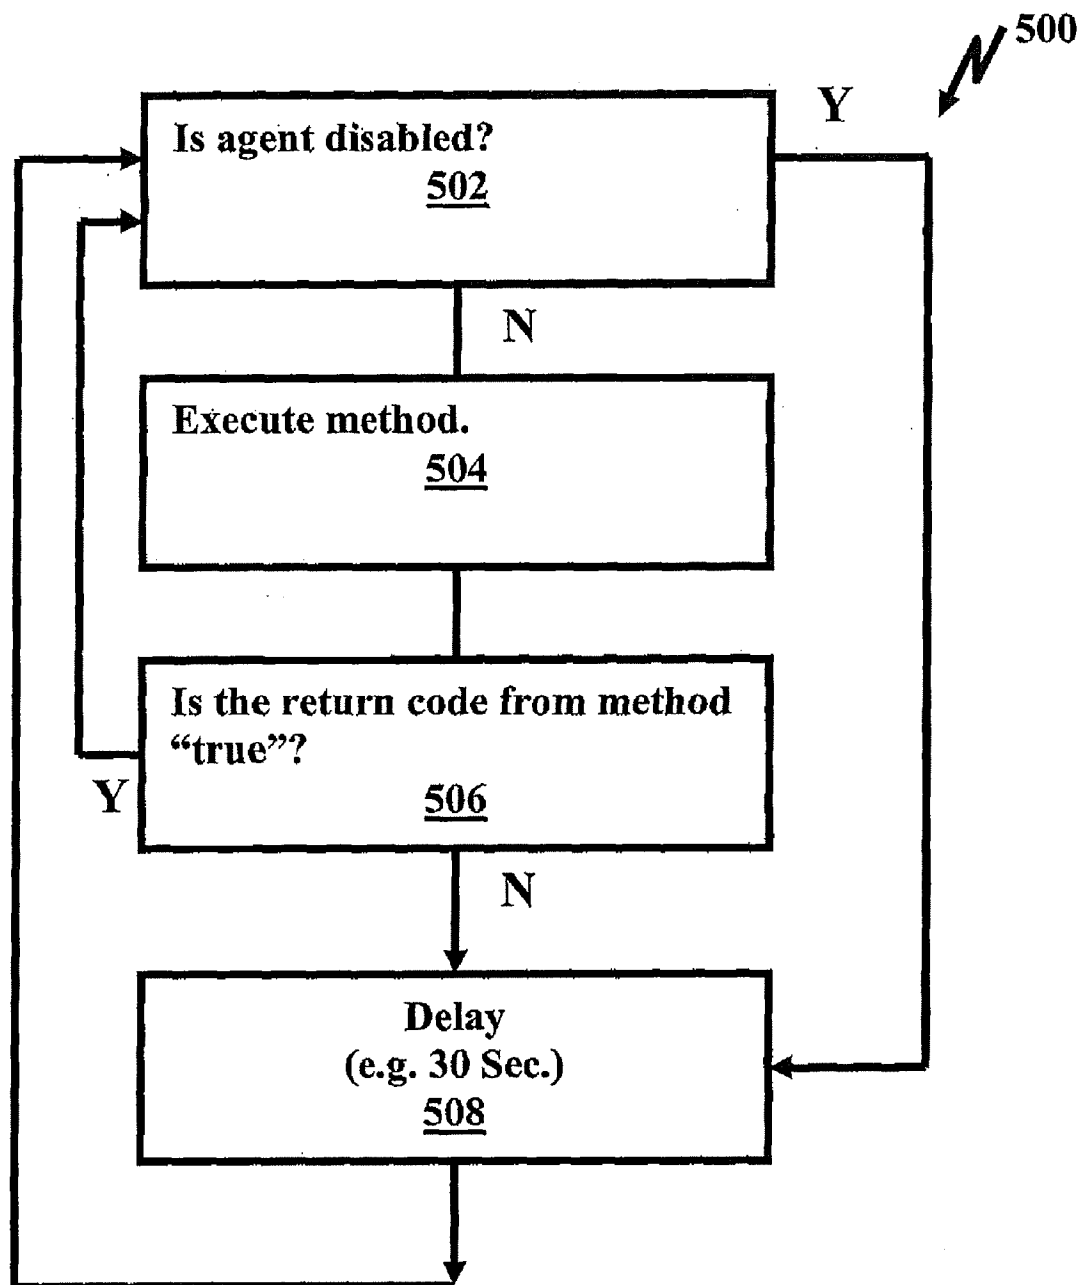 500
Y
Is agent disabled?
502
N
Execute method.
504
Is the return code from method
“true”?
Y
506
N
Delay
(e.g. 30 Sec.)
508